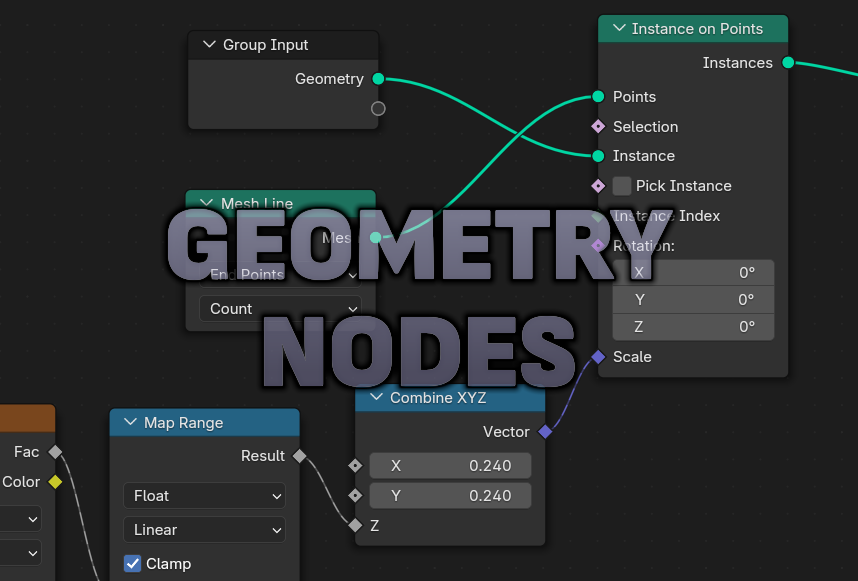 Group Input
Geometry
Instance on Points
Instances
Points
Selection
Instance
Pick Instance
Instance Index
Rotation:
X 0°
Y 0°
Z 0°
Scale
Mesh Line
Mesh
End Points
Count
GEOMETRY
NODES
Fac
Color
Map Range
Result
Float
Linear
Clamp
Combine XYZ
Vector
X 0.240
Y 0.240
Z